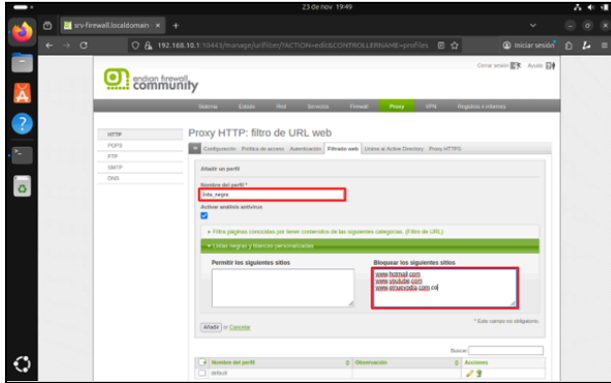 23 de nov 19:49
srv-firewall.localdomain
192.168.10.1:10443/manage/urlfilter/?ACTION=edit&CONTROLLERNAME=profiles
Iniciar sesión
Cerrar sesión
Ayuda
endian firewall
community
Sistema Estado Red Servicios Firewall Proxy VPN Registros e Informes
HTTP
POP3
FTP
SMTP
DNS
Proxy HTTP: filtro de URL web
Configuración Política de acceso Autenticación Filtrado web Unirse al Active Directory Proxy HTTPS
Añadir un perfil
Nombre del perfil *
lista_negra
Activar análisis antivirus
Filtra páginas conocidas por tener contenidos de las siguientes categorías. (Filtro de URL)
Listas negras y blancas personalizadas
Permitir los siguientes sitios
Bloquear los siguientes sitios
www.hotmail.com
www.youtube.com
www.elnuevodia.com.co
Añadir or Cancelar
* Este campo es obligatorio.
Buscar:
Nombre del perfil
Observación
Acciones
default